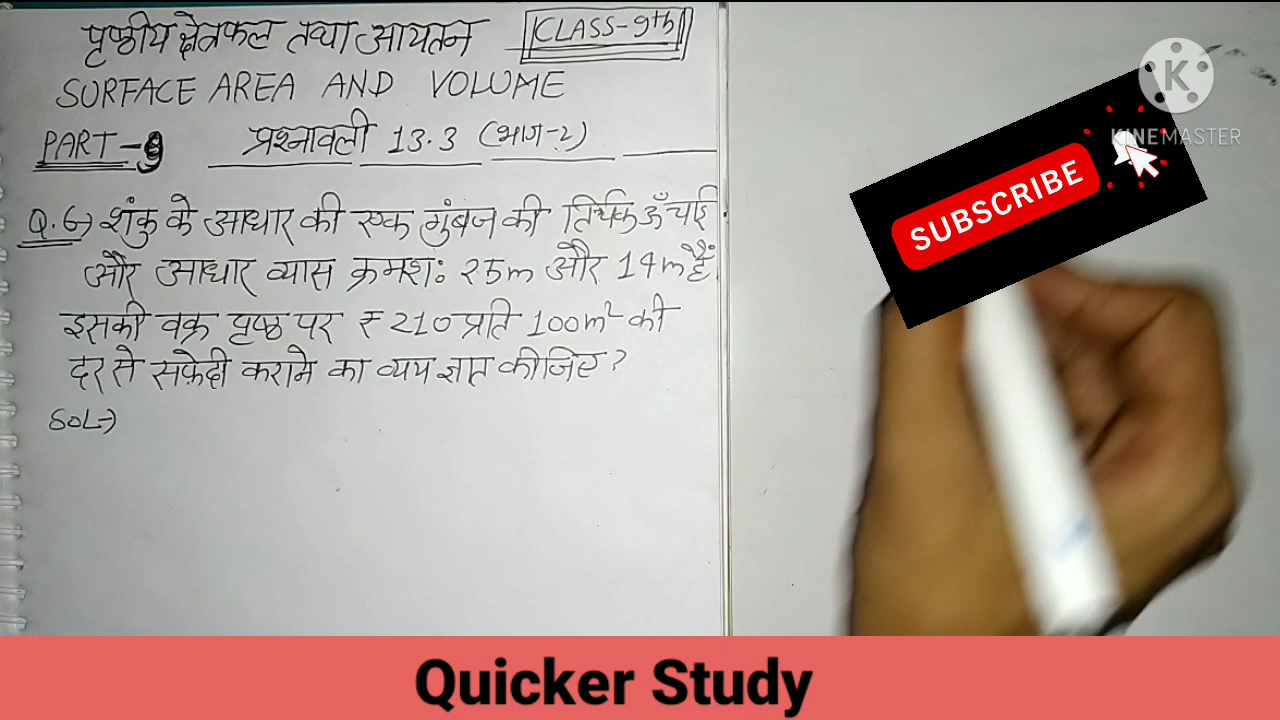 पृष्ठीय क्षेत्रफल तथा आयतन CLASS-9th
SURFACE AREA AND VOLUME
PART-9 प्रश्नावली 13.3 (भाग-2)
Q.6→ शंकु के आधार की एक गुंबज की तिर्यक ऊँचाई
और आधार व्यास क्रमशः 25m और 14m हैं।
इसकी वक्र पृष्ठ पर ₹ 210 प्रति 100m² की
दर से सफ़ेदी कराने का व्यय ज्ञात कीजिए?
SOL→
KINEMASTER
SUBSCRIBE
Quicker Study